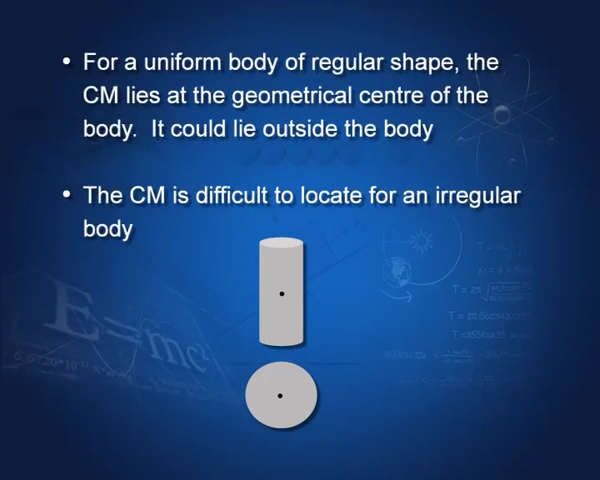 • For a uniform body of regular shape, the
CM lies at the geometrical centre of the
body. It could lie outside the body
• The CM is difficult to locate for an irregular
body
E=mc²